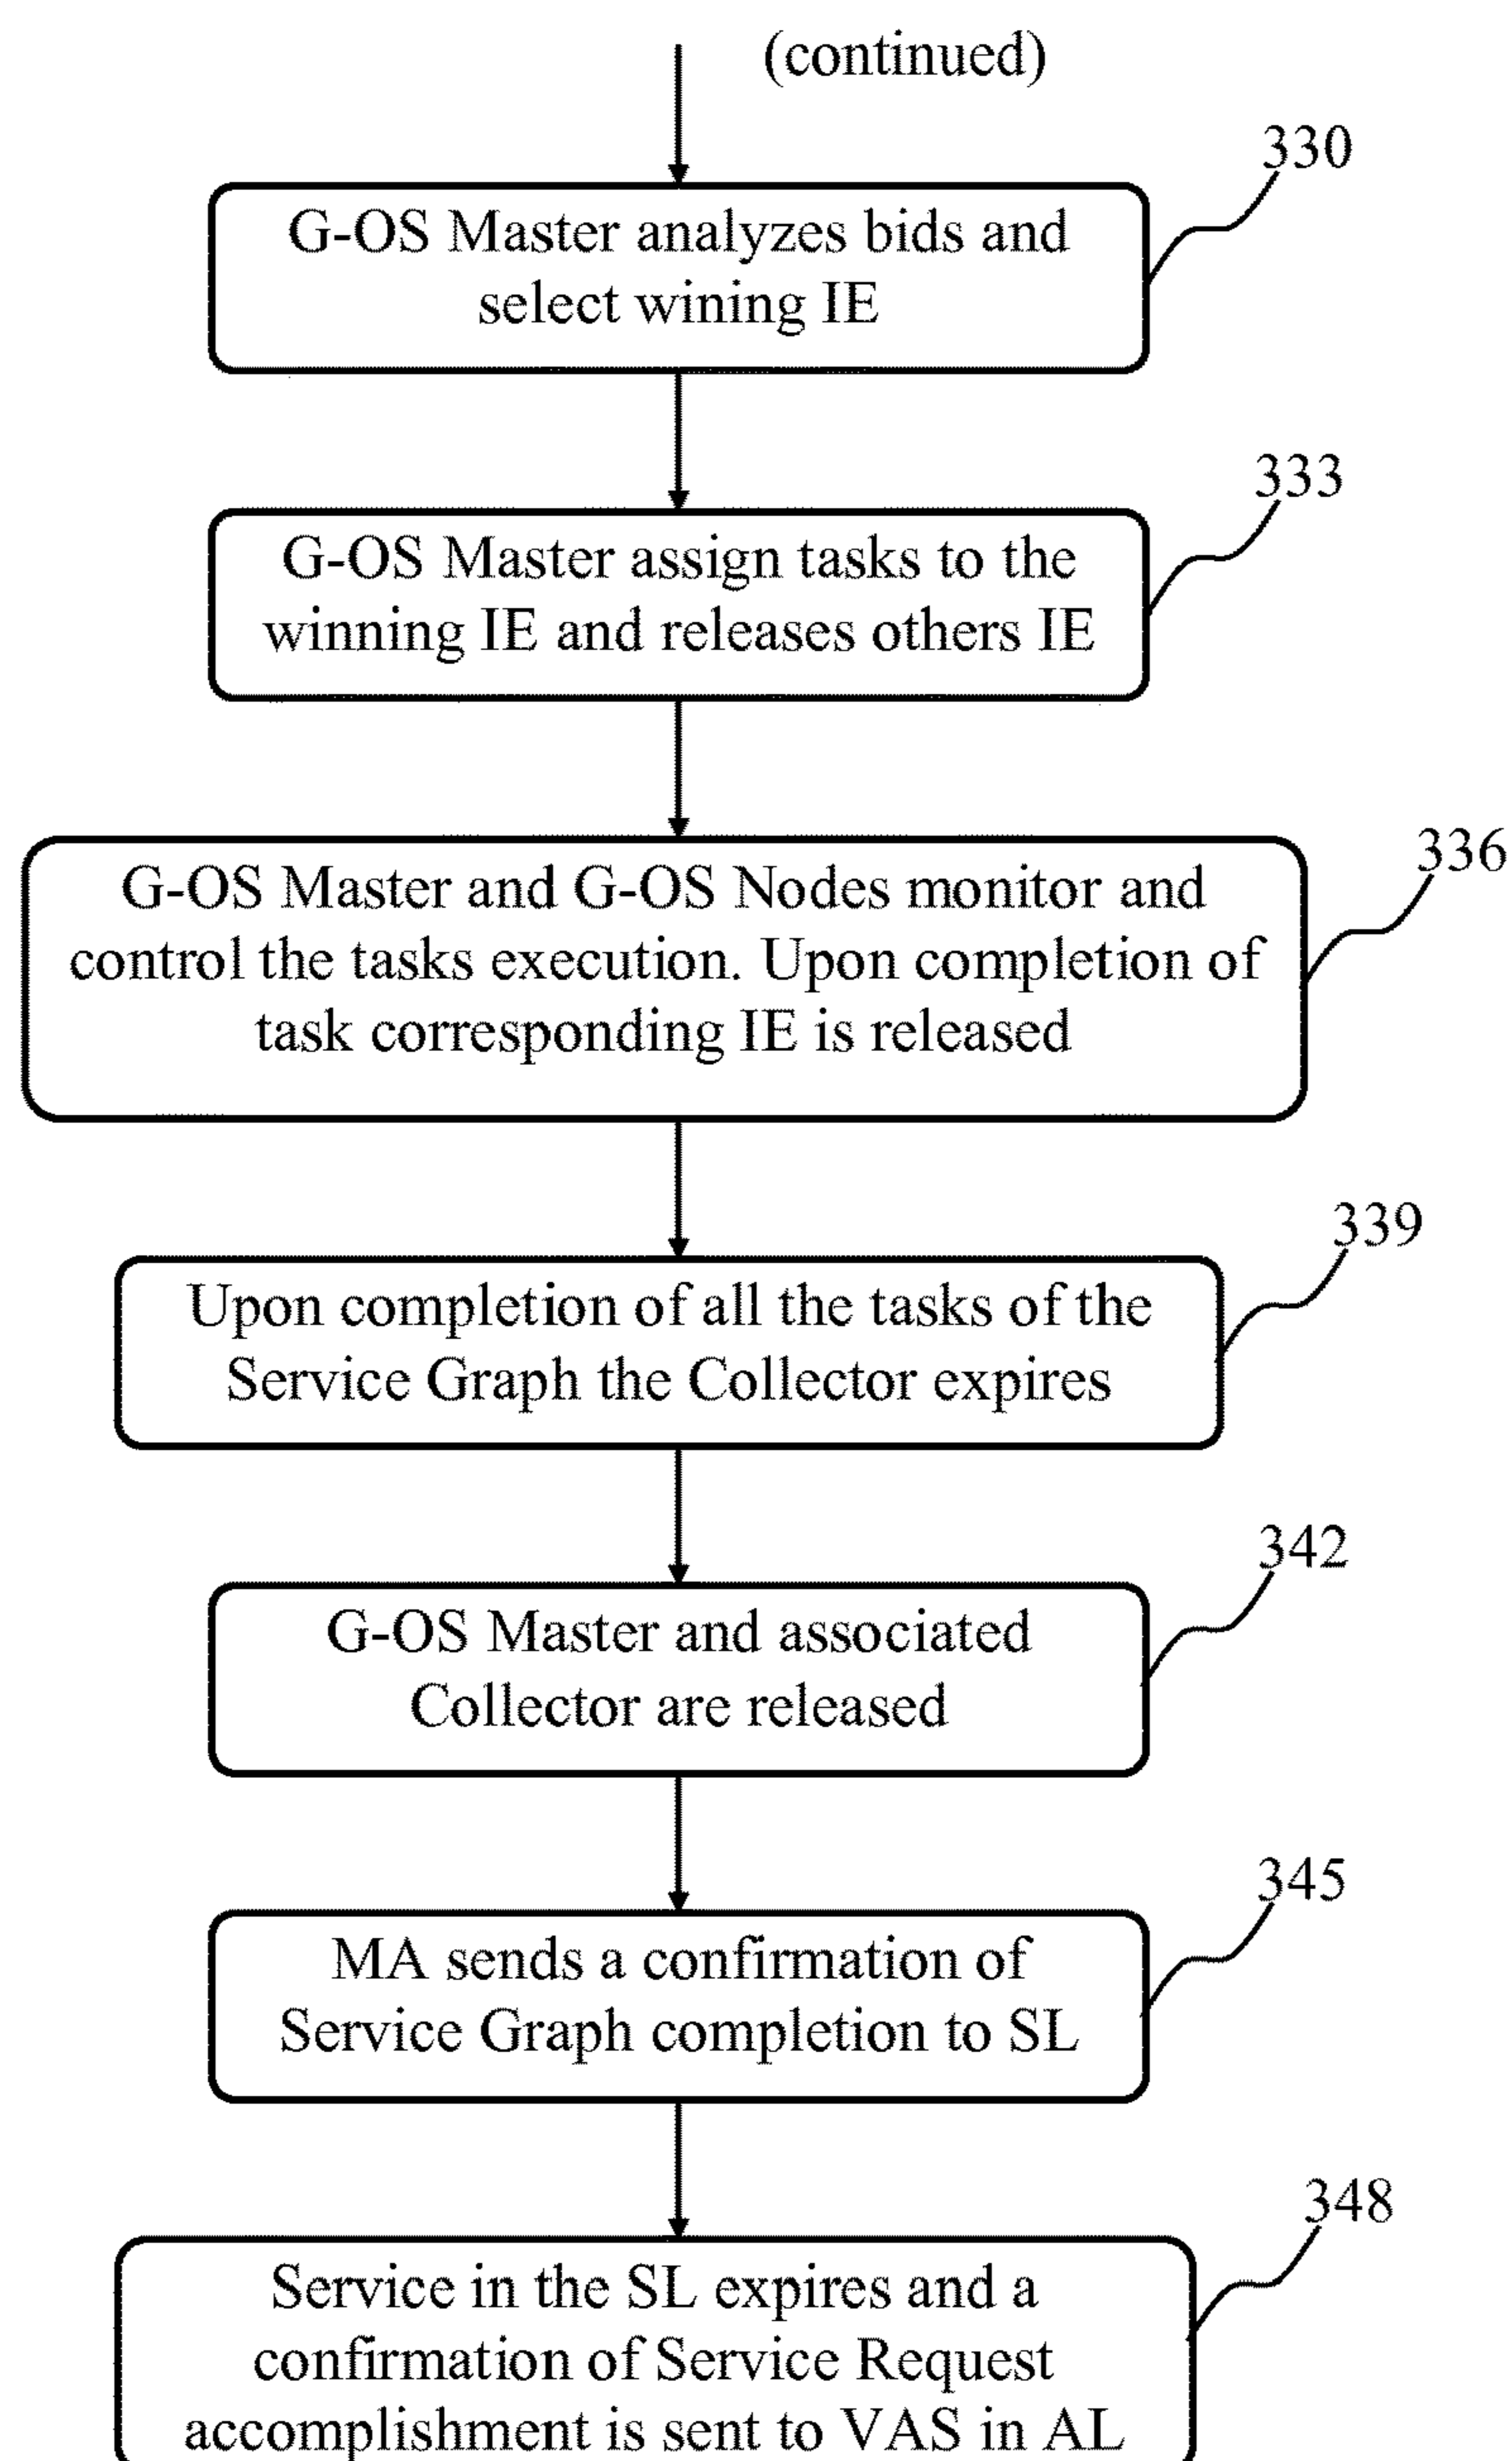 (continued)
330
G-OS Master analyzes bids and
select wining IE
333
G-OS Master assign tasks to the
winning IE and releases others IE
336
G-OS Master and G-OS Nodes monitor and
control the tasks execution. Upon completion of
task corresponding IE is released
339
Upon completion of all the tasks of the
Service Graph the Collector expires
342
G-OS Master and associated
Collector are released
345
MA sends a confirmation of
Service Graph completion to SL
348
Service in the SL expires and a
confirmation of Service Request
accomplishment is sent to VAS in AL